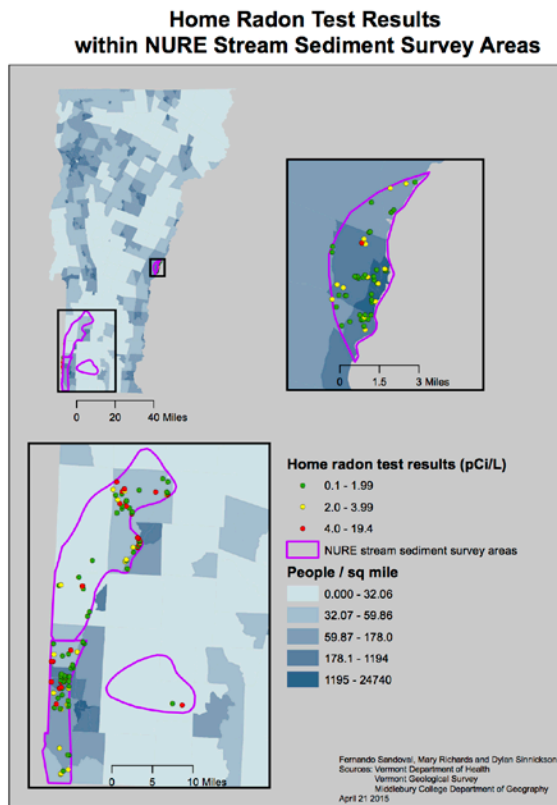 Home Radon Test Results
within NURE Stream Sediment Survey Areas
0 1.5 3 Miles
0 20 40 Miles
Home radon test results (pCi/L)
0.1 - 1.99
2.0 - 3.99
4.0 - 19.4
NURE stream sediment survey areas
People / sq mile
0.000 - 32.06
32.07 - 59.86
59.87 - 178.0
178.1 - 1194
1195 - 24740
0 5 10 Miles
Fernando Sandoval, Mary Richards and Dylan Sinnickson
Sources: Vermont Department of Health
Vermont Geological Survey
Middlebury College Department of Geography
April 21 2015